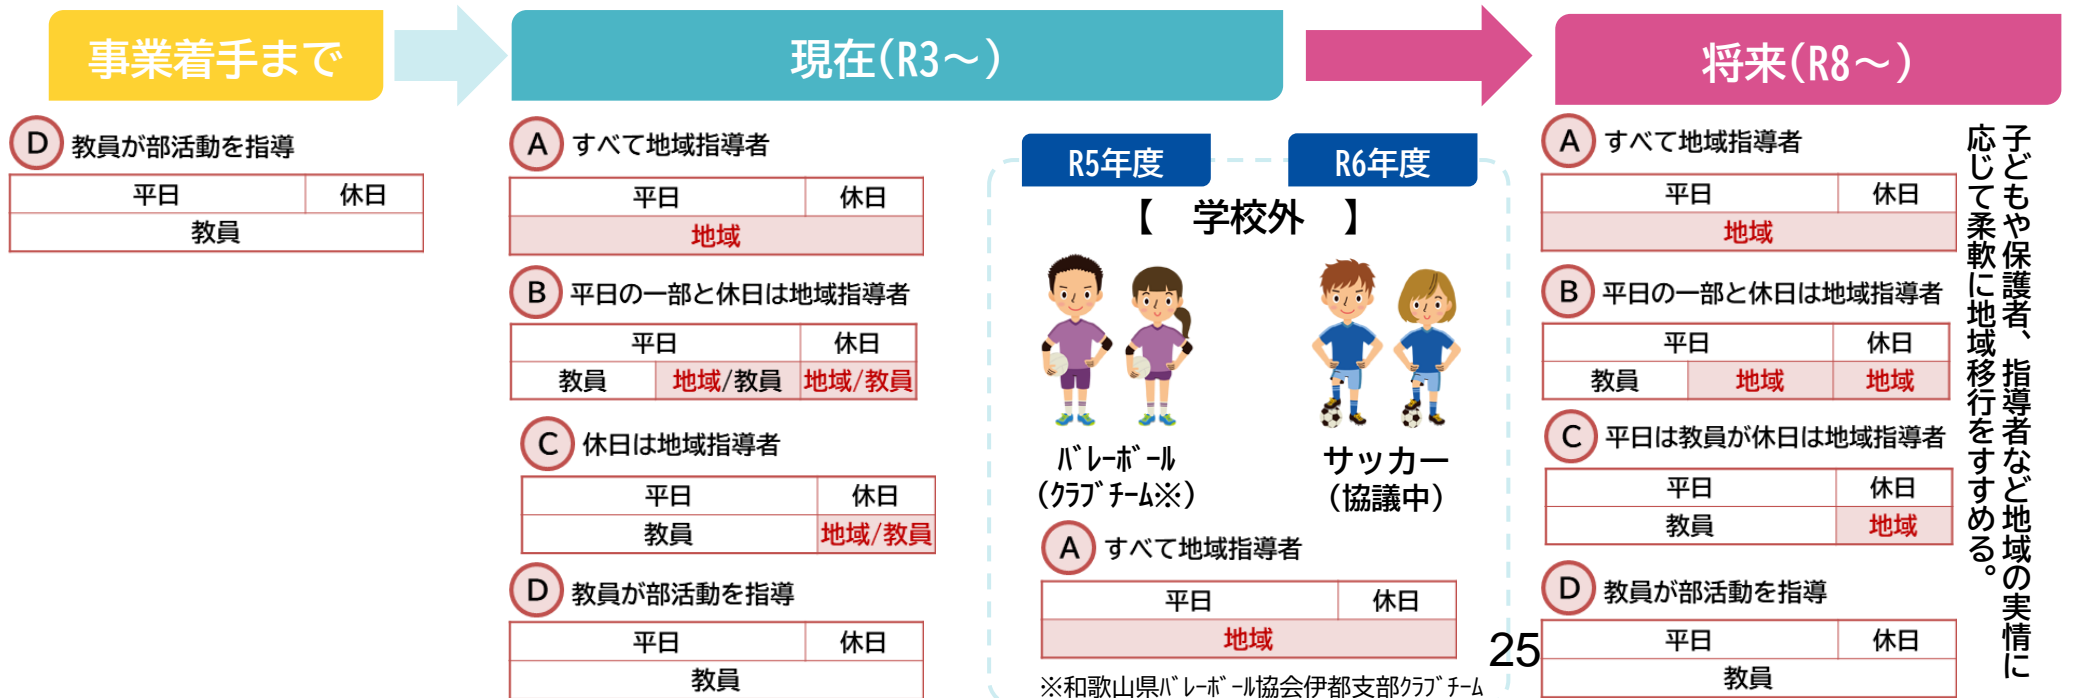 事業着手まで
D 教員が部活動を指導
平日 休日
教員
現在(R3～)
A すべて地域指導者
平日 休日
地域
B 平日の一部と休日は地域指導者
平日 休日
教員 地域/教員 地域/教員
C 休日は地域指導者
平日 休日
教員 地域/教員
D 教員が部活動を指導
平日 休日
教員
R5年度 R6年度
【 学校外 】
ﾊﾞﾚｰﾎﾞｰﾙ
(ｸﾗﾌﾞﾁｰﾑ※)
サッカー
(協議中)
A すべて地域指導者
平日 休日
地域
※和歌山県ﾊﾞﾚｰﾎﾞｰﾙ協会伊都支部ｸﾗﾌﾞﾁｰﾑ
25
将来(R8～)
A すべて地域指導者
平日 休日
地域
B 平日の一部と休日は地域指導者
平日 休日
教員 地域 地域
C 平日は教員が休日は地域指導者
平日 休日
教員 地域
D 教員が部活動を指導
平日 休日
教員
子どもや保護者、指導者など地域の実情に
応じて柔軟に地域移行をすすめる。